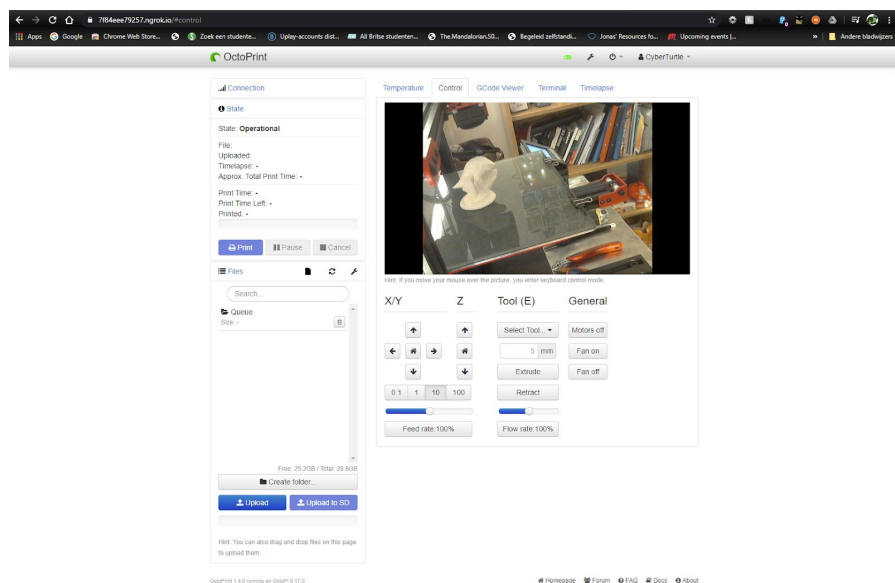 7f84eee79257.ngrok.io/#control
Apps Google Chrome Web Store... Zoek een studente... Uplay-accounts dist... All Britse studenten... The.Mandalorian.S0... Begeleid zelfstandi... Jonas' Resources fo... Upcoming events |... » Andere bladwijzers
OctoPrint
CyberTurtle
Connection
State
State: Operational
File:
Uploaded:
Timelapse: -
Approx. Total Print Time: -
Print Time: -
Print Time Left: -
Printed: -
Print Pause Cancel
Files
Search...
Queue
Size: -
Free: 25.2GB / Total: 28.6GB
Create folder...
Upload Upload to SD
Hint: You can also drag and drop files on this page
to upload them.
Temperature Control GCode Viewer Terminal Timelapse
Hint: If you move your mouse over the picture, you enter keyboard control mode.
X/Y Z Tool (E) General
Select Tool... Motors off
5 mm Fan on
Extrude Fan off
0.1 1 10 100 Retract
Feed rate:100% Flow rate:100%
OctoPrint 1.4.0 running on OctoPi 0.17.0
Homepage Forum FAQ Docs About